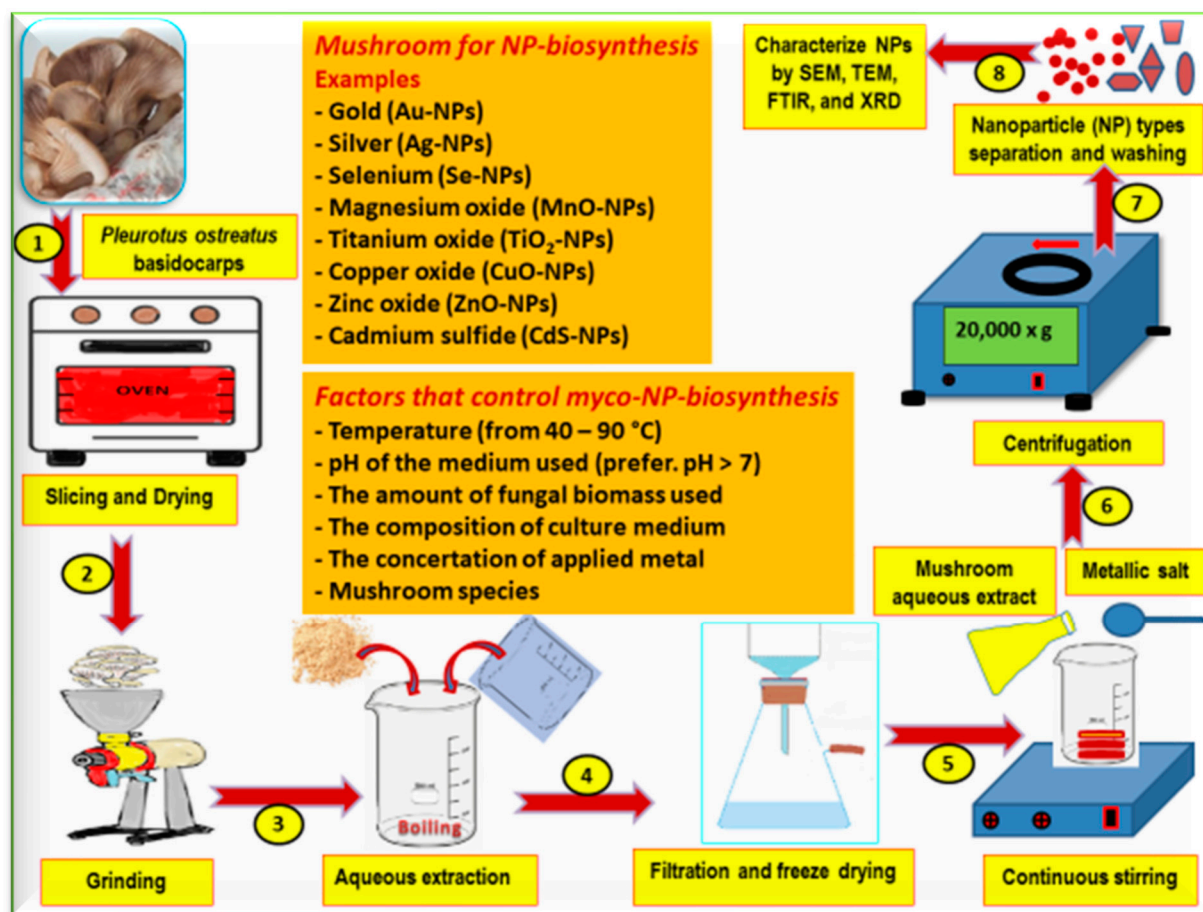 Mushroom for NP-biosynthesis
Examples
- Gold (Au-NPs)
- Silver (Ag-NPs)
- Selenium (Se-NPs)
- Magnesium oxide (MnO-NPs)
- Titanium oxide (TiO₂-NPs)
- Copper oxide (CuO-NPs)
- Zinc oxide (ZnO-NPs)
- Cadmium sulfide (CdS-NPs)
Factors that control myco-NP-biosynthesis
- Temperature (from 40 – 90 °C)
- pH of the medium used (prefer. pH > 7)
- The amount of fungal biomass used
- The composition of culture medium
- The concertation of applied metal
- Mushroom species
1
Pleurotus ostreatus
basidocarps
OVEN
Slicing and Drying
2
Grinding
3
Boiling
Aqueous extraction
4
Filtration and freeze drying
5
Mushroom
aqueous extract
Metallic salt
Continuous stirring
6
Centrifugation
20,000 x g
7
Nanoparticle (NP) types
separation and washing
8
Characterize NPs
by SEM, TEM,
FTIR, and XRD